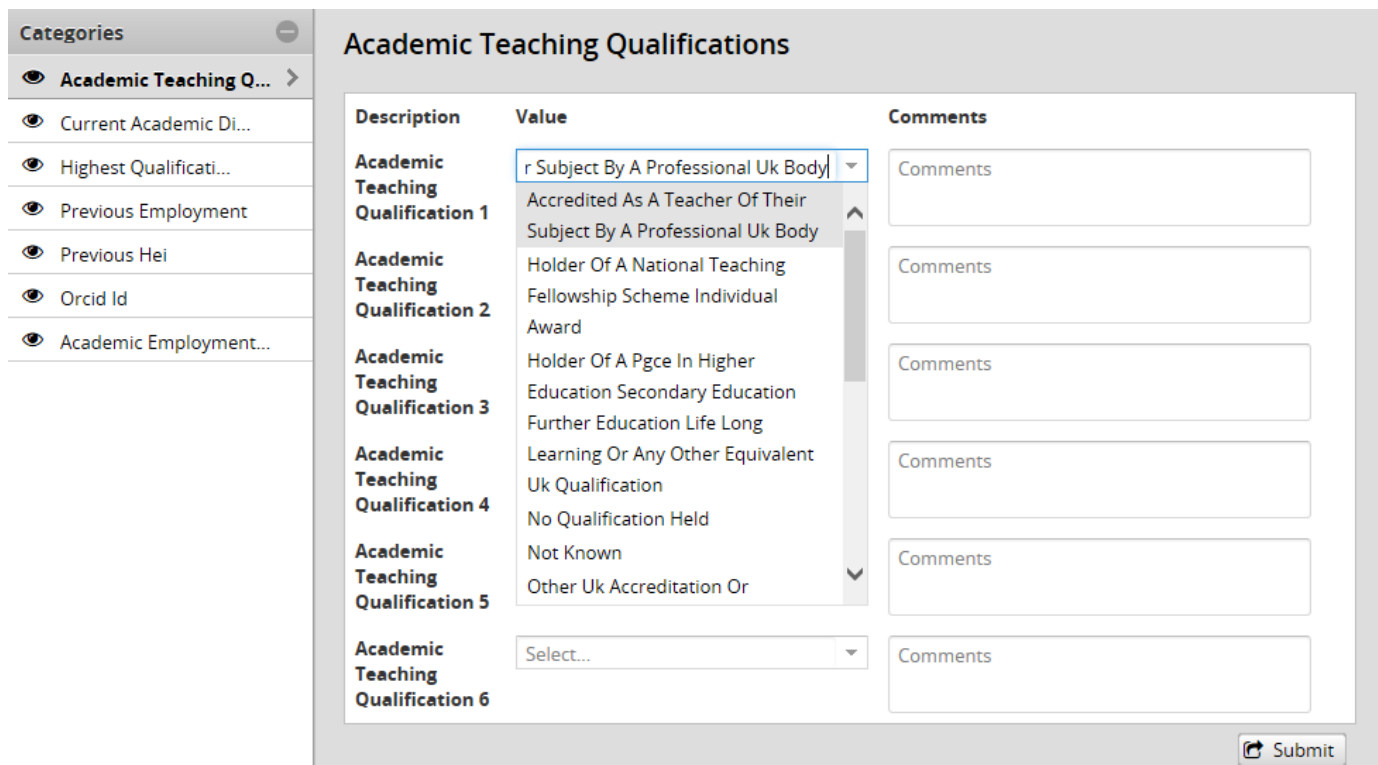 Categories
Academic Teaching Q...
Current Academic Di...
Highest Qualificati...
Previous Employment
Previous Hei
Orcid Id
Academic Employment...
Academic Teaching Qualifications
Description Value Comments
Academic
Teaching
Qualification 1
r Subject By A Professional Uk Body
Comments
Accredited As A Teacher Of Their
Subject By A Professional Uk Body
Holder Of A National Teaching
Fellowship Scheme Individual
Award
Holder Of A Pgce In Higher
Education Secondary Education
Further Education Life Long
Learning Or Any Other Equivalent
Uk Qualification
No Qualification Held
Not Known
Other Uk Accreditation Or
Academic
Teaching
Qualification 2
Comments
Academic
Teaching
Qualification 3
Comments
Academic
Teaching
Qualification 4
Comments
Academic
Teaching
Qualification 5
Comments
Academic
Teaching
Qualification 6
Select...
Comments
Submit